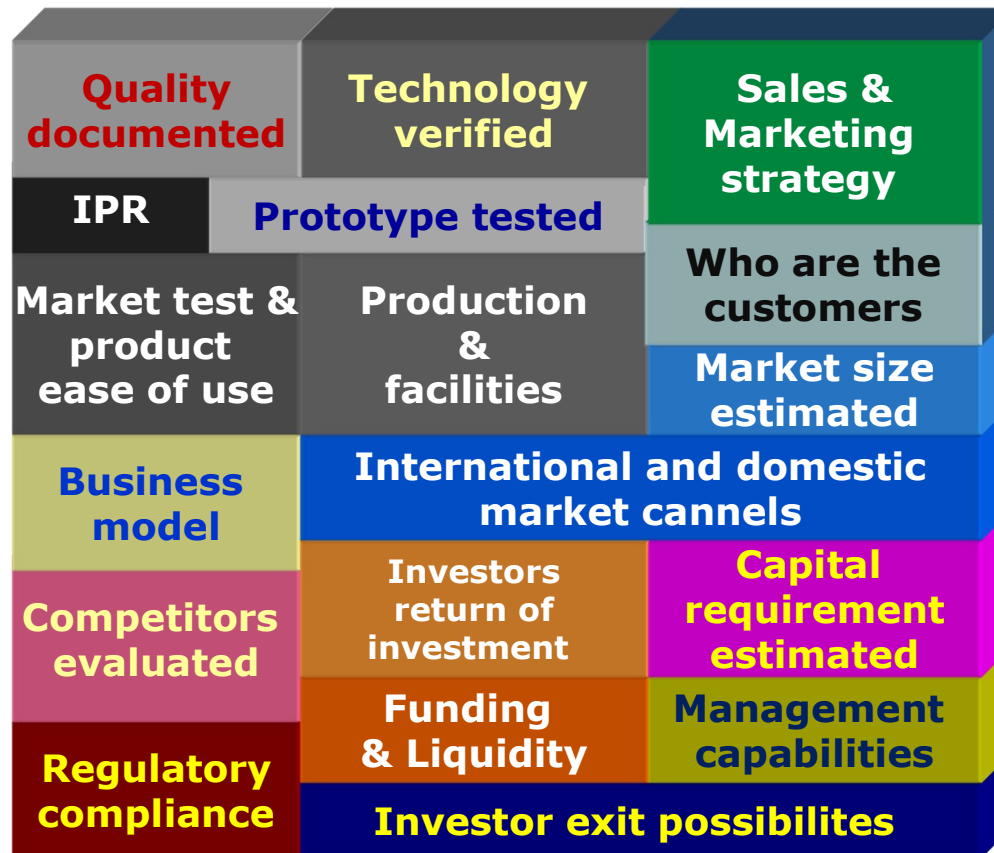 Quality
documented
Technology
verified
Sales &
Marketing
strategy
IPR
Prototype tested
Who are the
customers
Market test &
product
ease of use
Production
&
facilities
Market size
estimated
Business
model
International and domestic
market cannels
Competitors
evaluated
Investors
return of
investment
Capital
requirement
estimated
Funding
& Liquidity
Management
capabilities
Regulatory
compliance
Investor exit possibilites